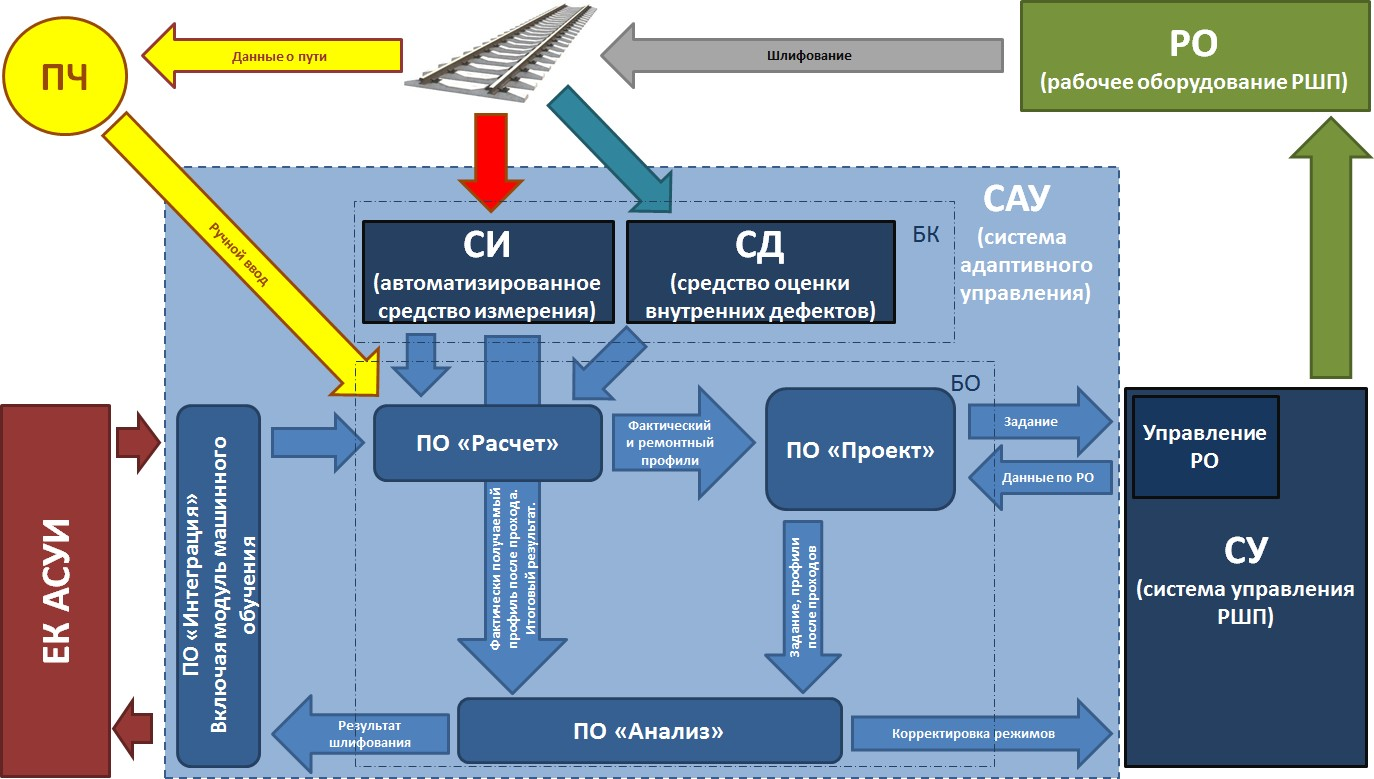 ПЧ
Данные о пути
Шлифование
РО
(рабочее оборудование РШП)
Ручной ввод
САУ
(система
адаптивного
управления)
БК
СИ
(автоматизированное
средство измерения)
СД
(средство оценки
внутренних дефектов)
БО
ЕК АСУИ
ПО «Интеграция»
Включая модуль машинного
обучения
ПО «Расчет»
Фактический
и ремонтный
профили
ПО «Проект»
Задание
Данные по РО
Управление
РО
СУ
(система управления
РШП)
Фактически получаемый
профиль после прохода.
Итоговый результат.
Задание, профили
после проходов
Результат
шлифования
ПО «Анализ»
Корректировка режимов